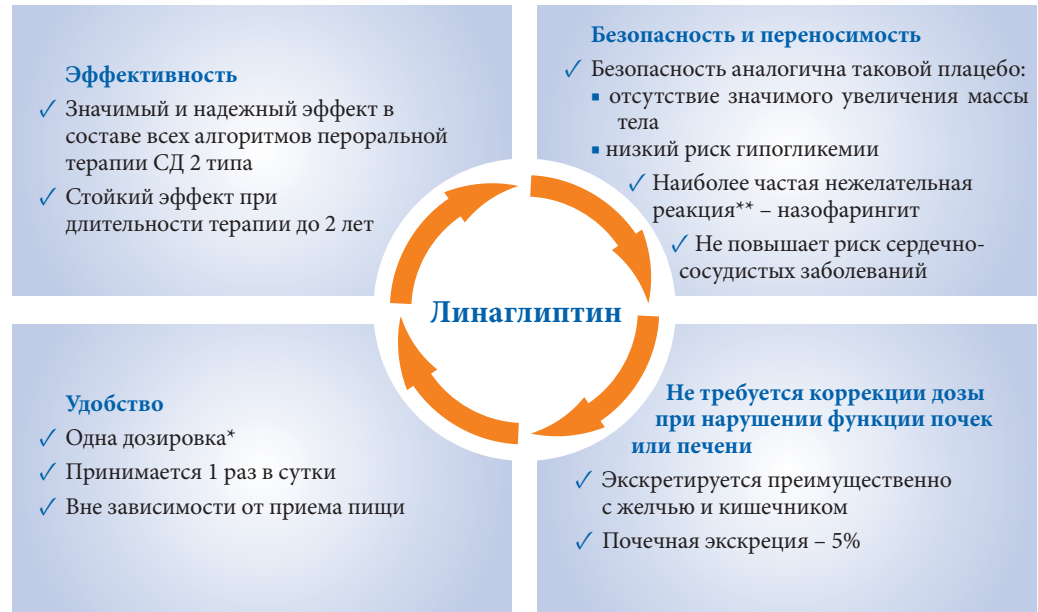 Эффективность
✓ Значимый и надежный эффект в
составе всех алгоритмов пероральной
терапии СД 2 типа
✓ Стойкий эффект при
длительности терапии до 2 лет
Безопасность и переносимость
✓ Безопасность аналогична таковой плацебо:
▪ отсутствие значимого увеличения массы
тела
▪ низкий риск гипогликемии
✓ Наиболее частая нежелательная
реакция** – назофарингит
✓ Не повышает риск сердечно-
сосудистых заболеваний
Линаглиптин
Удобство
✓ Одна дозировка*
✓ Принимается 1 раз в сутки
✓ Вне зависимости от приема пищи
Не требуется коррекции дозы
при нарушении функции почек
или печени
✓ Экскретируется преимущественно
с желчью и кишечником
✓ Почечная экскреция – 5%